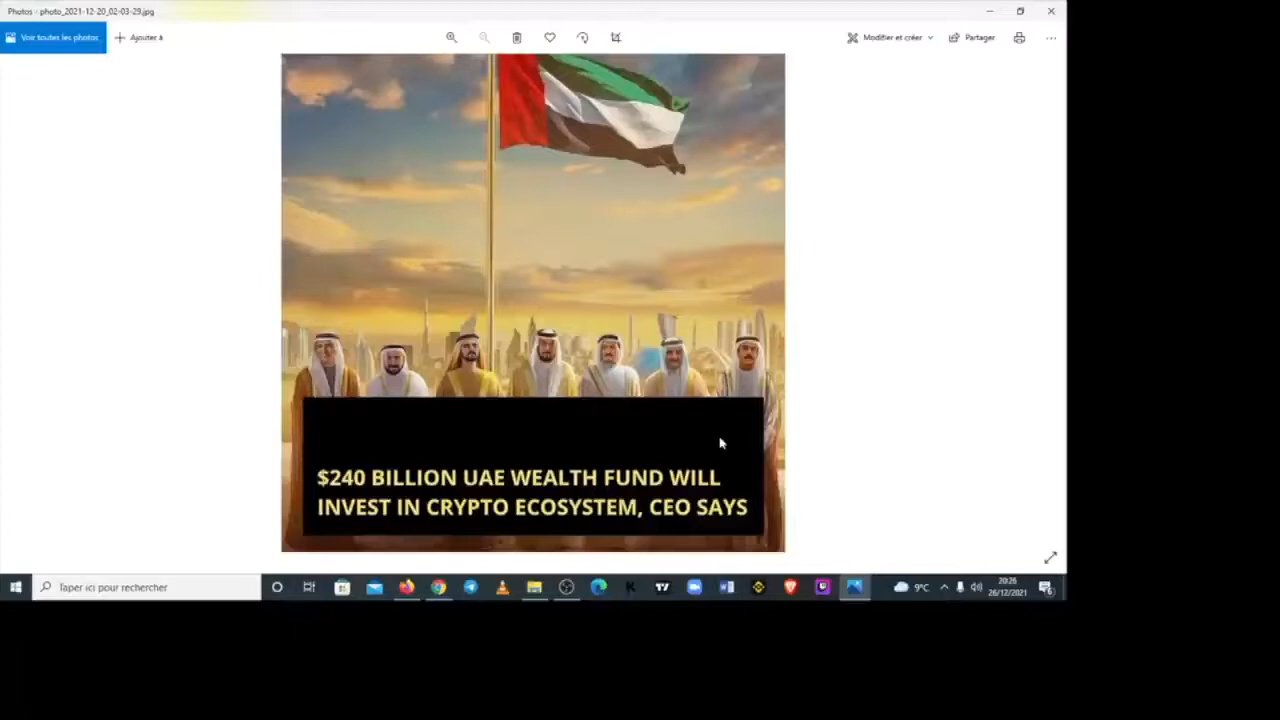 Photos - photo_2021-12-20_02-03-29.jpg
Voir toutes les photos
Ajouter à
Modifier et créer
Partager
$240 BILLION UAE WEALTH FUND WILL
INVEST IN CRYPTO ECOSYSTEM, CEO SAYS
Taper ici pour rechercher
9°C
20:26
26/12/2021